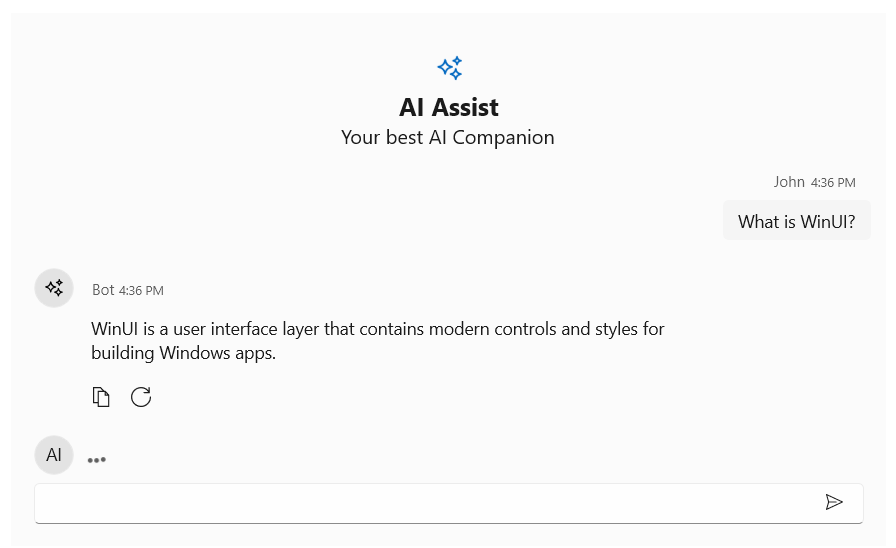 AI Assist
Your best AI Companion
John 4:36 PM
What is WinUI?
Bot 4:36 PM
WinUI is a user interface layer that contains modern controls and styles for
building Windows apps.
AI